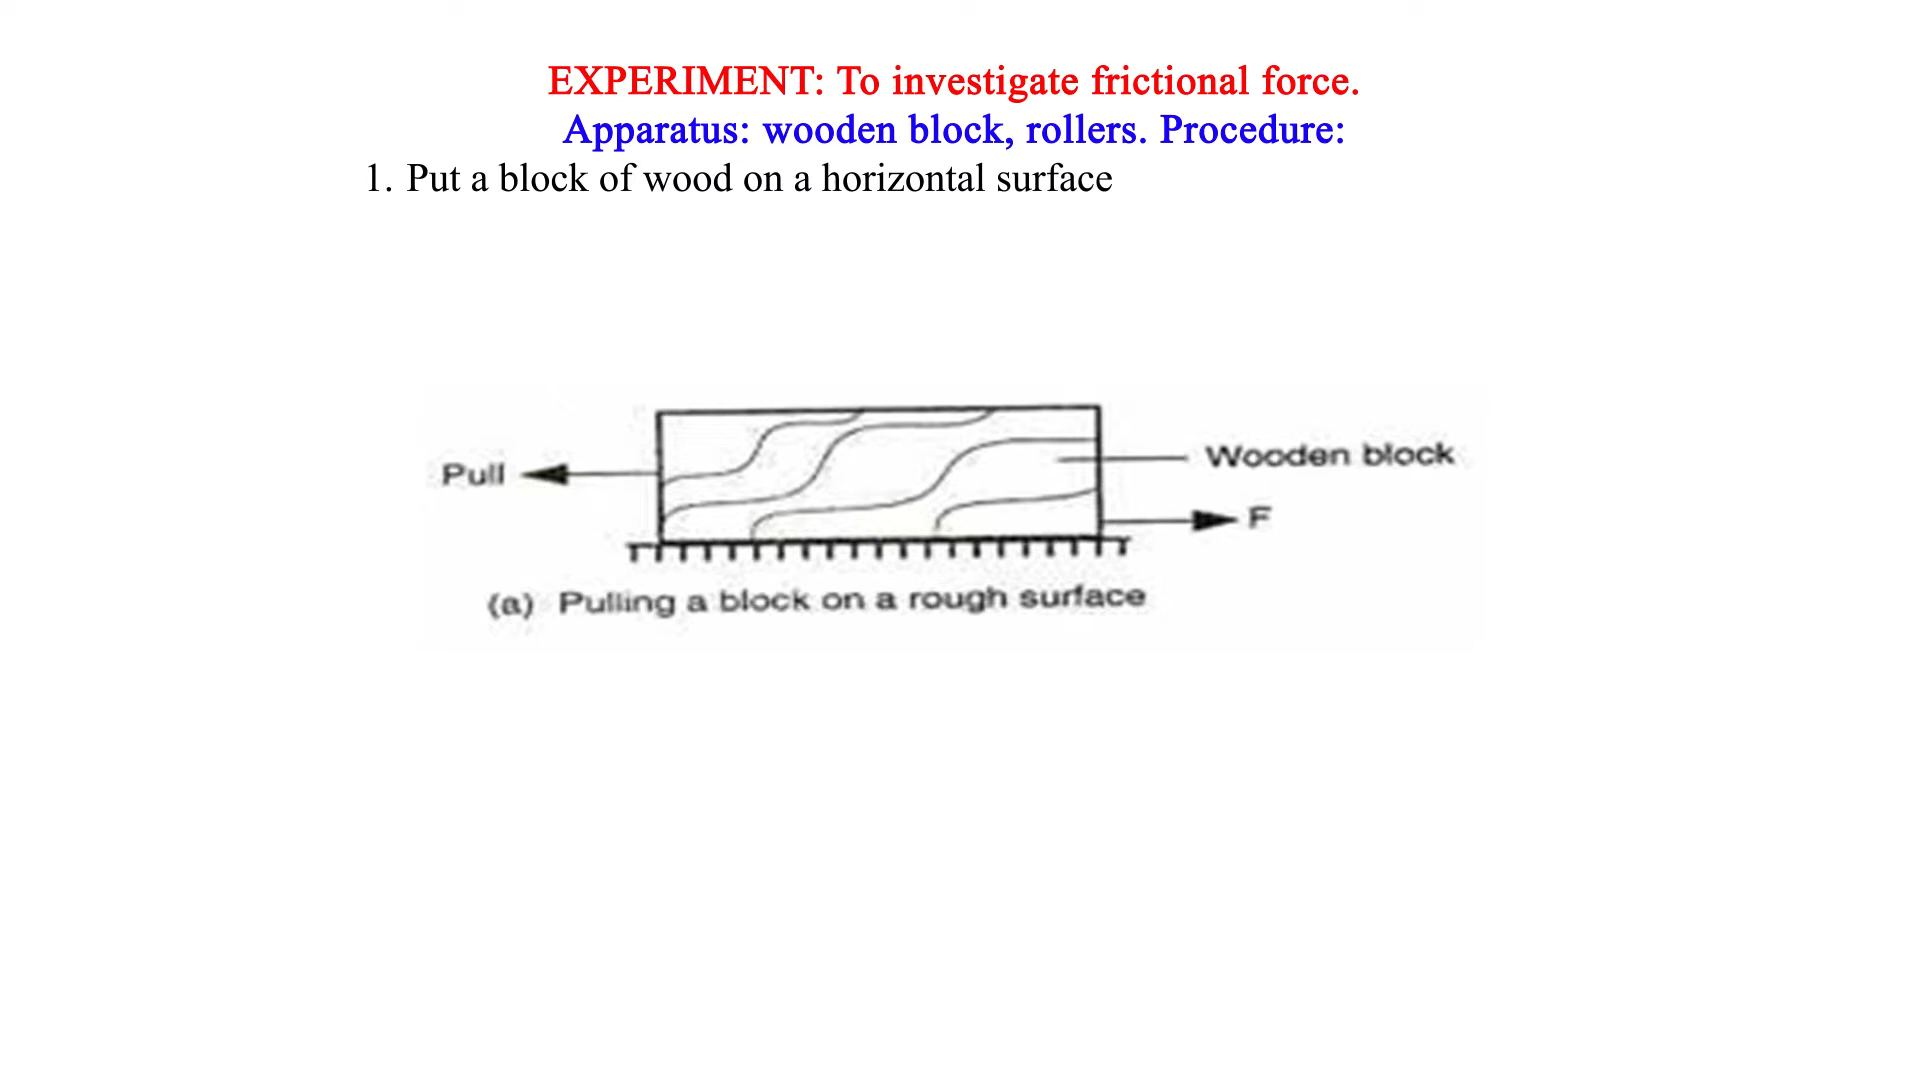 EXPERIMENT: To investigate frictional force.
Apparatus: wooden block, rollers. Procedure:
1. Put a block of wood on a horizontal surface
Pull
Wooden block
F
(a) Pulling a block on a rough surface